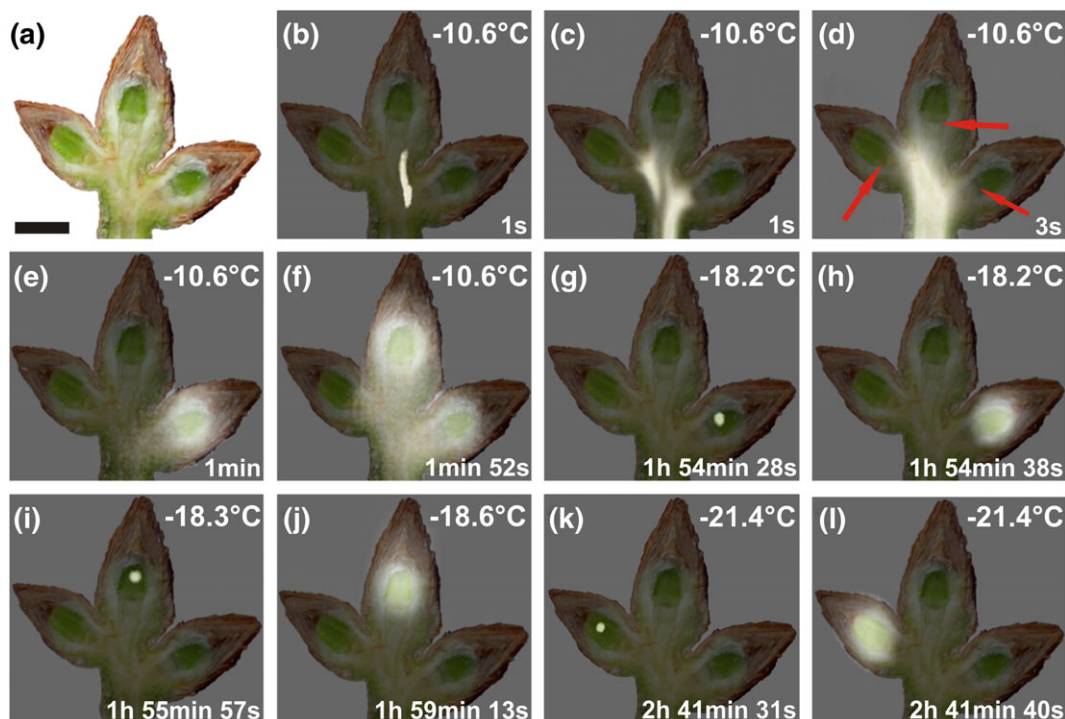 (a)
(b) -10.6°C
1s
(c) -10.6°C
1s
(d) -10.6°C
3s
(e) -10.6°C
1min
(f) -10.6°C
1min 52s
(g) -18.2°C
1h 54min 28s
(h) -18.2°C
1h 54min 38s
(i) -18.3°C
1h 55min 57s
(j) -18.6°C
1h 59min 13s
(k) -21.4°C
2h 41min 31s
(l) -21.4°C
2h 41min 40s